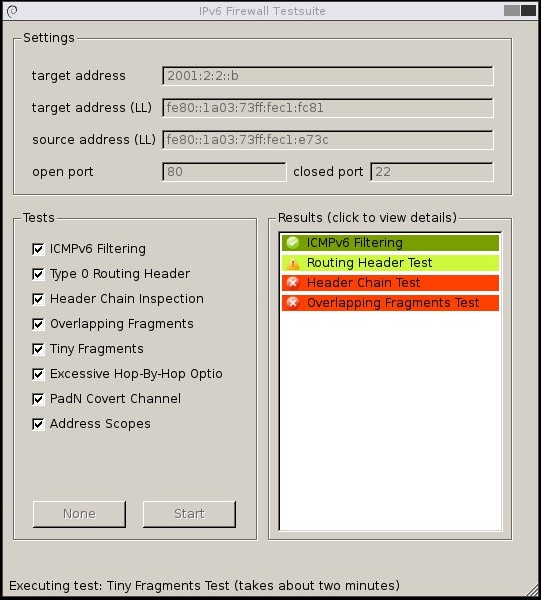 IPv6 Firewall Testsuite
Settings
target address 2001:2:2::b
target address (LL) fe80::1a03:73ff:fec1:fc81
source address (LL) fe80::1a03:73ff:fec1:e73c
open port 80 closed port 22
Tests
ICMPv6 Filtering
Type 0 Routing Header
Header Chain Inspection
Overlapping Fragments
Tiny Fragments
Excessive Hop-By-Hop Optio
PadN Covert Channel
Address Scopes
None Start
Results (click to view details)
ICMPv6 Filtering
Routing Header Test
Header Chain Test
Overlapping Fragments Test
Executing test: Tiny Fragments Test (takes about two minutes)